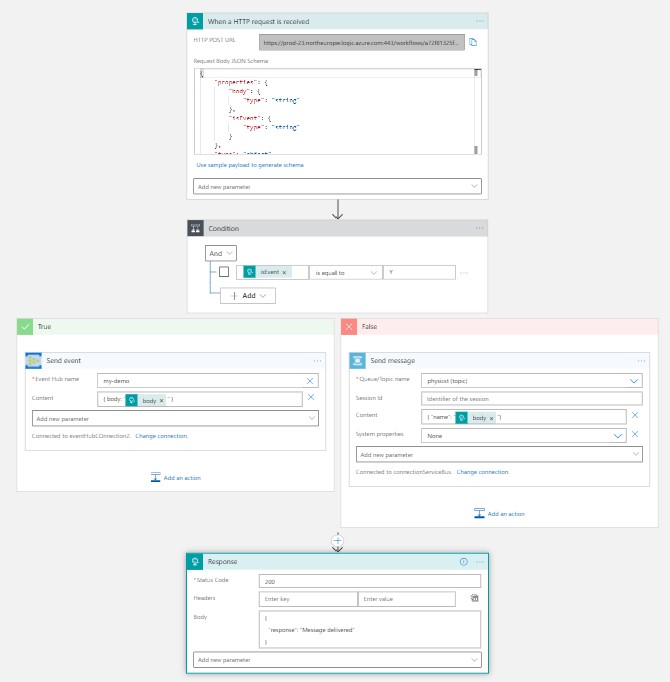 When a HTTP request is received
HTTP POST URL
https://prod-23.northeurope.logic.azure.com:443/workflows/a72f81325f...
Request Body JSON Schema
{
"properties": {
"body": {
"type": "string"
},
"isEvent": {
"type": "string"
}
},
"type": "object"
Use sample payload to generate schema
Add new parameter
Condition
And
isEvent × is equal to Y
+ Add
True
Send event
*Event Hub name my-demo
Content { body: body × "}
Add new parameter
Connected to eventHubConnection2. Change connection.
Add an action
False
Send message
*Queue/Topic name physiost (topic)
Session Id Identifier of the session
Content { "name": body × "}
System properties None
Add new parameter
Connected to connectionServiceBus. Change connection.
Add an action
Response
*Status Code 200
Headers Enter key Enter value
Body {
"response": "Message delivered"
}
Add new parameter